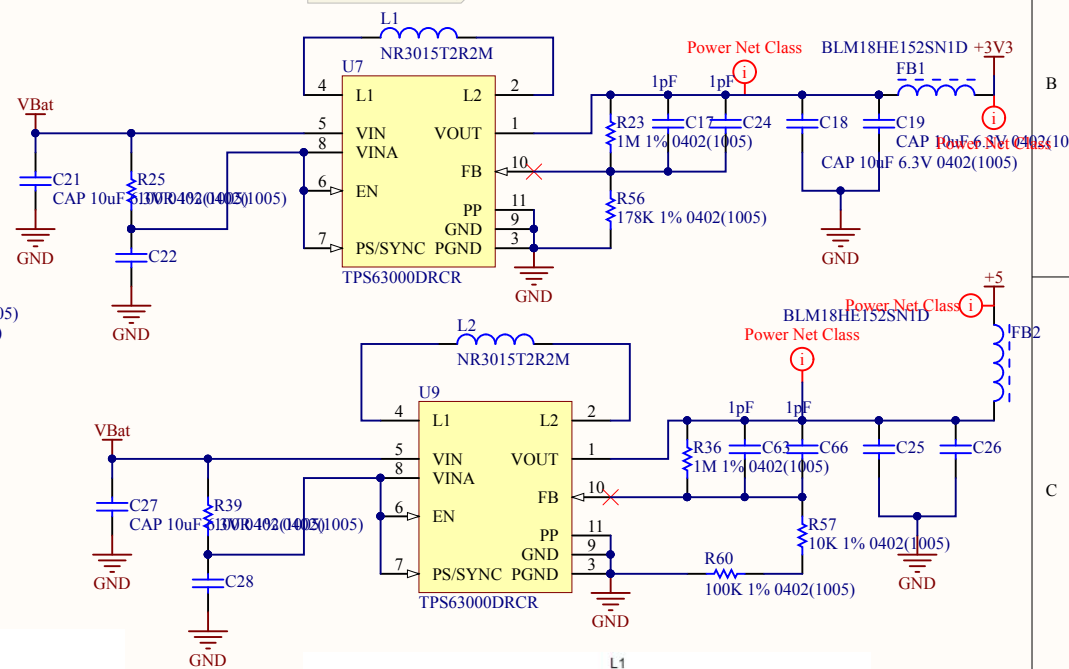 L1
NR3015T2R2M
U7
4
L1
L2
2
VBat
5
VIN
VOUT
1
8
VINA
FB
10
6
EN
PP
11
GND
9
7
PS/SYNC
PGND
3
TPS63000DRCR
GND
C21
CAP 10uF
R25
GND
C22
GND
Power Net Class
BLM18HE152SN1D
+3V3
FB1
1pF
1pF
R23
1M 1% 0402(1005)
C17
C24
C18
C19
CAP 10uF 6.3V 0402(10
Power Net Class
CAP 10uF 6.3V 0402(1005)
R56
178K 1% 0402(1005)
GND
B
05)
)
+5
Power Net Class
BLM18HE152SN1D
Power Net Class
FB2
L2
NR3015T2R2M
U9
4
L1
L2
2
VBat
5
VIN
VOUT
1
8
VINA
FB
10
6
EN
PP
11
GND
9
7
PS/SYNC
PGND
3
TPS63000DRCR
GND
C27
CAP 10uF
R39
GND
C28
GND
1pF
1pF
R36
1M 1% 0402(1005)
C63
C66
C25
C26
R57
10K 1% 0402(1005)
R60
100K 1% 0402(1005)
GND
C
L1